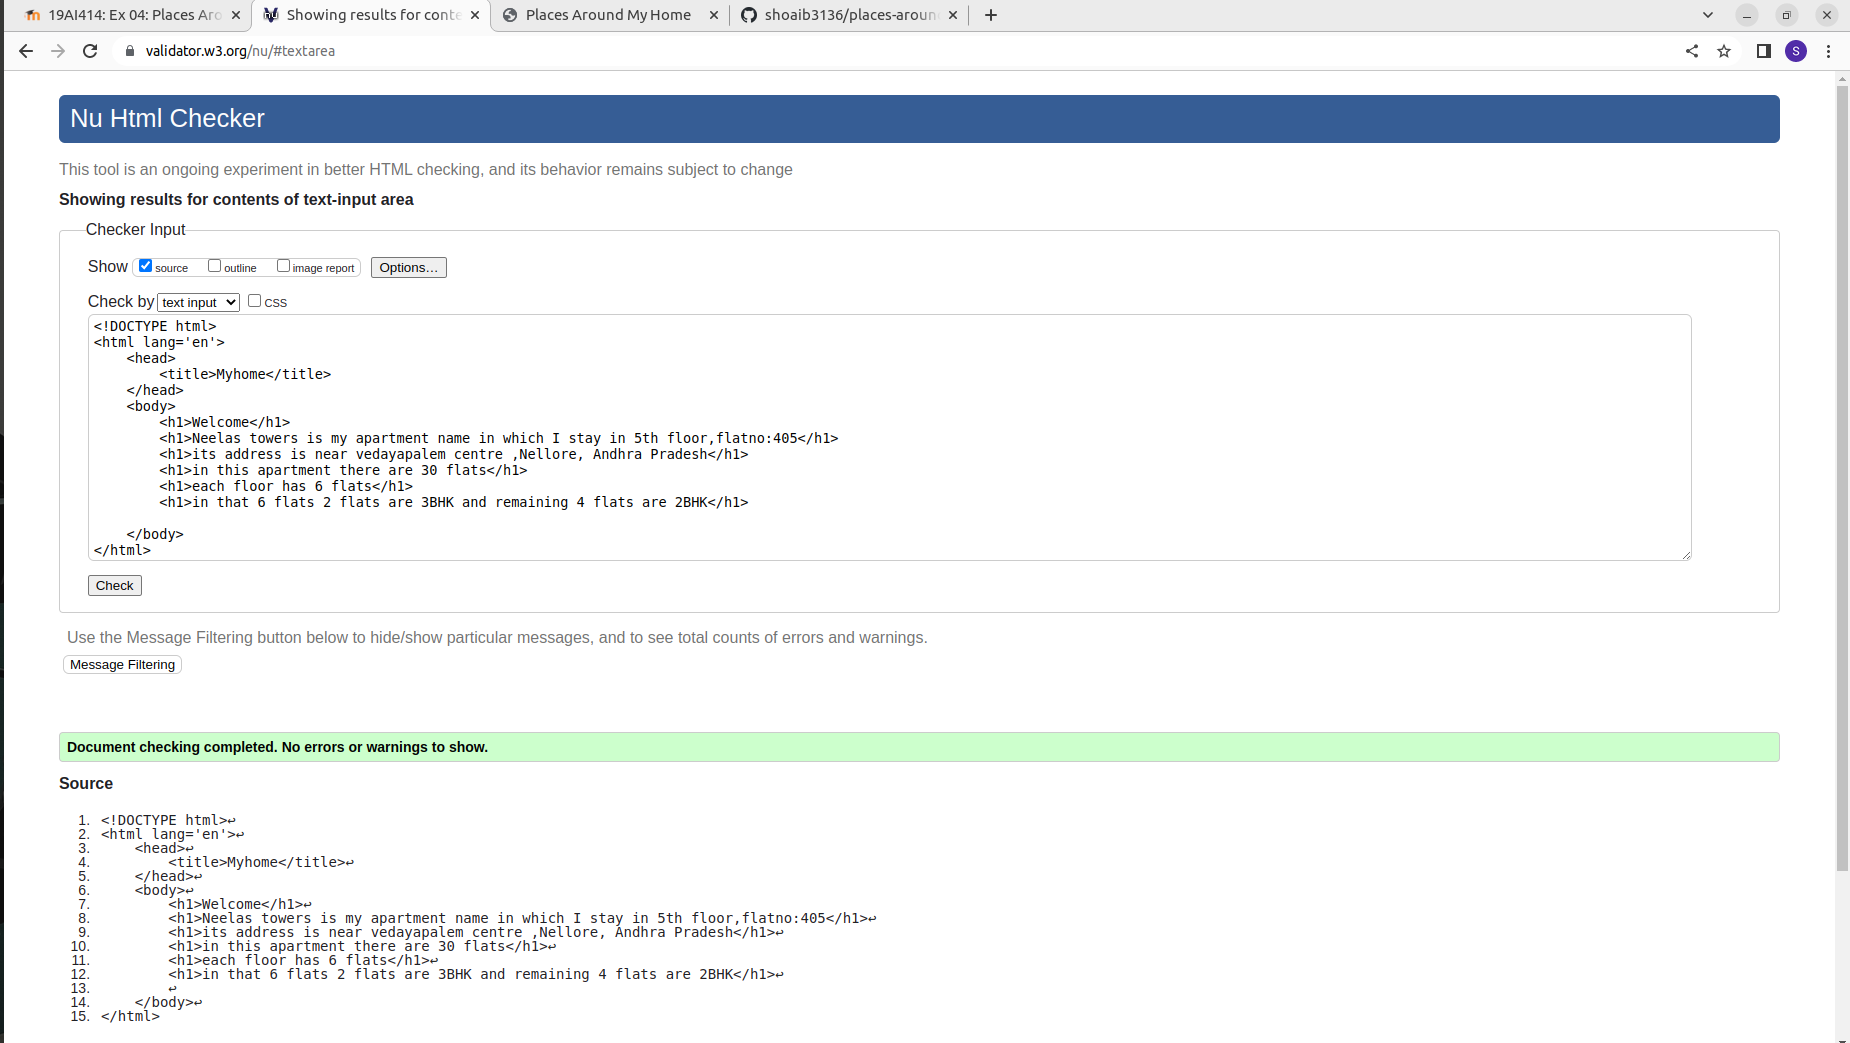 19AI414: Ex 04: Places Aro
Showing results for conte
Places Around My Home
shoaib3136/places-aroun
validator.w3.org/nu/#textarea
S
Nu Html Checker
This tool is an ongoing experiment in better HTML checking, and its behavior remains subject to change
Showing results for contents of text-input area
Checker Input
Show source outline image report Options...
Check by text input CSS
<!DOCTYPE html>
<html lang='en'>
<head>
<title>Myhome</title>
</head>
<body>
<h1>Welcome</h1>
<h1>Neelas towers is my apartment name in which I stay in 5th floor,flatno:405</h1>
<h1>its address is near vedayapalem centre ,Nellore, Andhra Pradesh</h1>
<h1>in this apartment there are 30 flats</h1>
<h1>each floor has 6 flats</h1>
<h1>in that 6 flats 2 flats are 3BHK and remaining 4 flats are 2BHK</h1>
</body>
</html>
Check
Use the Message Filtering button below to hide/show particular messages, and to see total counts of errors and warnings.
Message Filtering
Document checking completed. No errors or warnings to show.
Source
1. <!DOCTYPE html>↩
2. <html lang='en'>↩
3. <head>↩
4. <title>Myhome</title>↩
5. </head>↩
6. <body>↩
7. <h1>Welcome</h1>↩
8. <h1>Neelas towers is my apartment name in which I stay in 5th floor,flatno:405</h1>↩
9. <h1>its address is near vedayapalem centre ,Nellore, Andhra Pradesh</h1>↩
10. <h1>in this apartment there are 30 flats</h1>↩
11. <h1>each floor has 6 flats</h1>↩
12. <h1>in that 6 flats 2 flats are 3BHK and remaining 4 flats are 2BHK</h1>↩
13. ↩
14. </body>↩
15. </html>